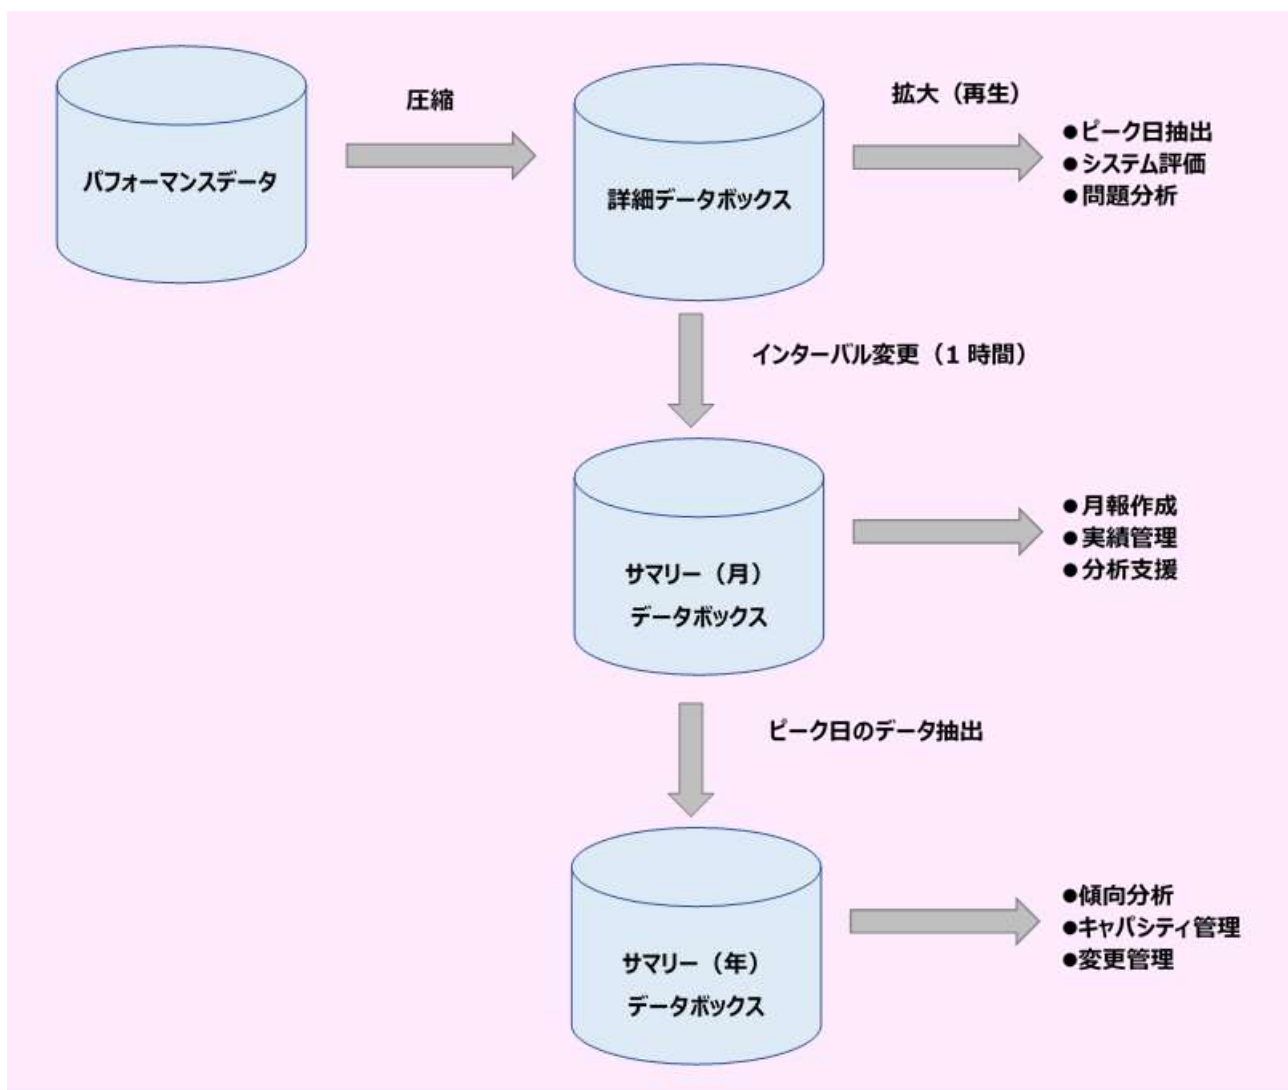 パフォーマンスデータ
圧縮
詳細データボックス
拡大（再生）
●ピーク日抽出
●システム評価
●問題分析
インターバル変更（1 時間）
サマリー（月）
データボックス
●月報作成
●実績管理
●分析支援
ピーク日のデータ抽出
サマリー（年）
データボックス
●傾向分析
●キャパシティ管理
●変更管理